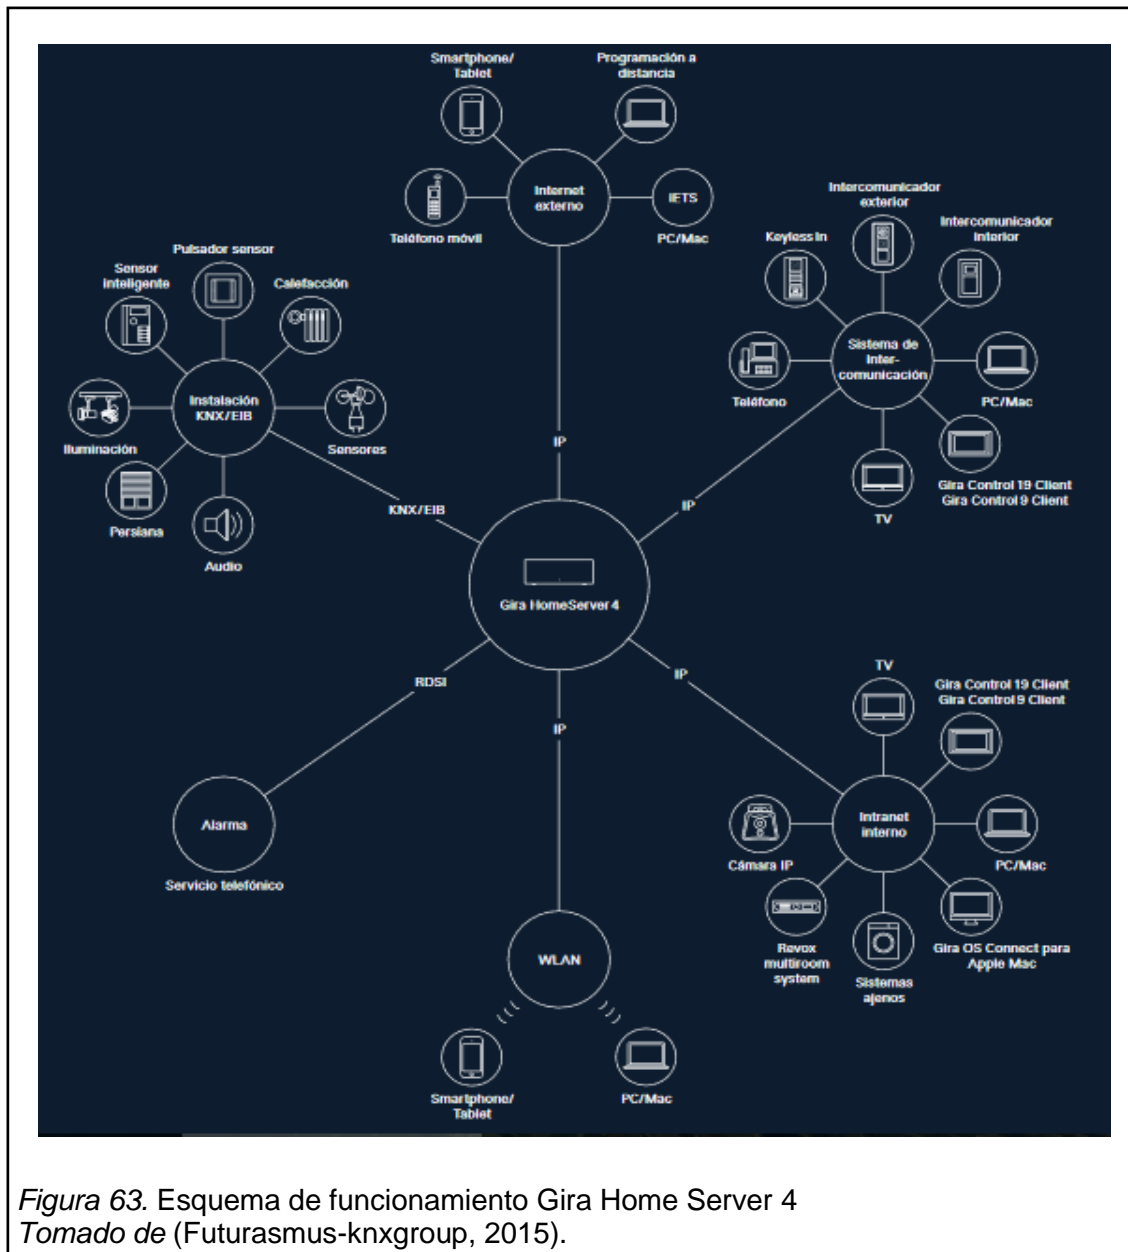 Smartphone/
Tablet
Programación a
distancia
Internet
externo
IETS
Teléfono móvil
PC/Mac
Intercomunicador
exterior
Intercomunicador
interior
Keyless In
Sistema de
Inter-
comunicación
Teléfono
PC/Mac
Gira Control 19 Client
Gira Control 9 Client
TV
Pulsador sensor
Sensor
inteligente
Calefacción
Instalación
KNX/EIB
Iluminación
Sensores
Persiana
Audio
IP
KNX/EIB
IP
Gira HomeServer 4
RDSI
IP
IP
Alarma
Servicio telefónico
TV
Gira Control 19 Client
Gira Control 9 Client
Intranet
interno
Cámara IP
PC/Mac
Revox
multiroom
system
Sistemas
ajenos
Gira OS Connect para
Apple Mac
WLAN
Smartphone/
Tablet
PC/Mac
Figura 63. Esquema de funcionamiento Gira Home Server 4
Tomado de (Futurasmus-knxgroup, 2015).